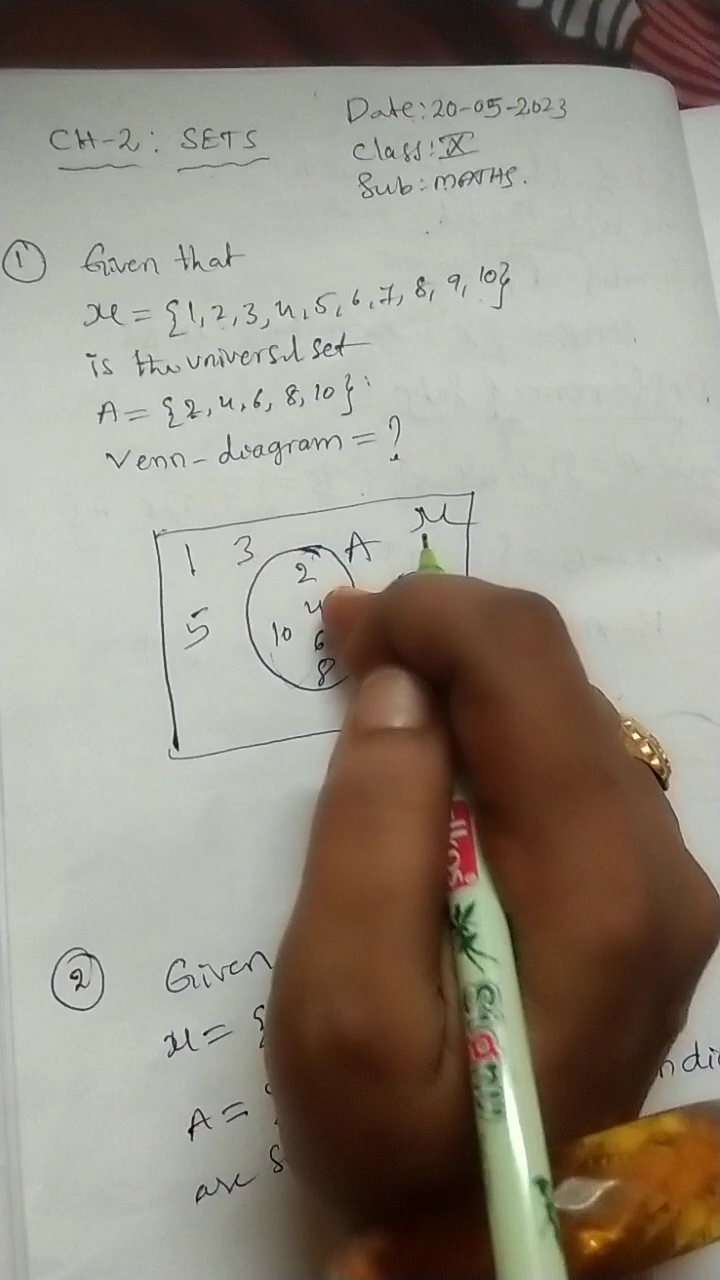 CH-2: SETS
Date: 20-05-2023
Class: X
Sub: MATHS.
① Given that
μ = {1, 2, 3, 4, 5, 6, 7, 8, 9, 10}
is the universl set
A = {2, 4, 6, 8, 10}
Venn-diagram = ?
1 3 A μ
2
4
5 10 6
8
② Given
μ = {
A = {
are